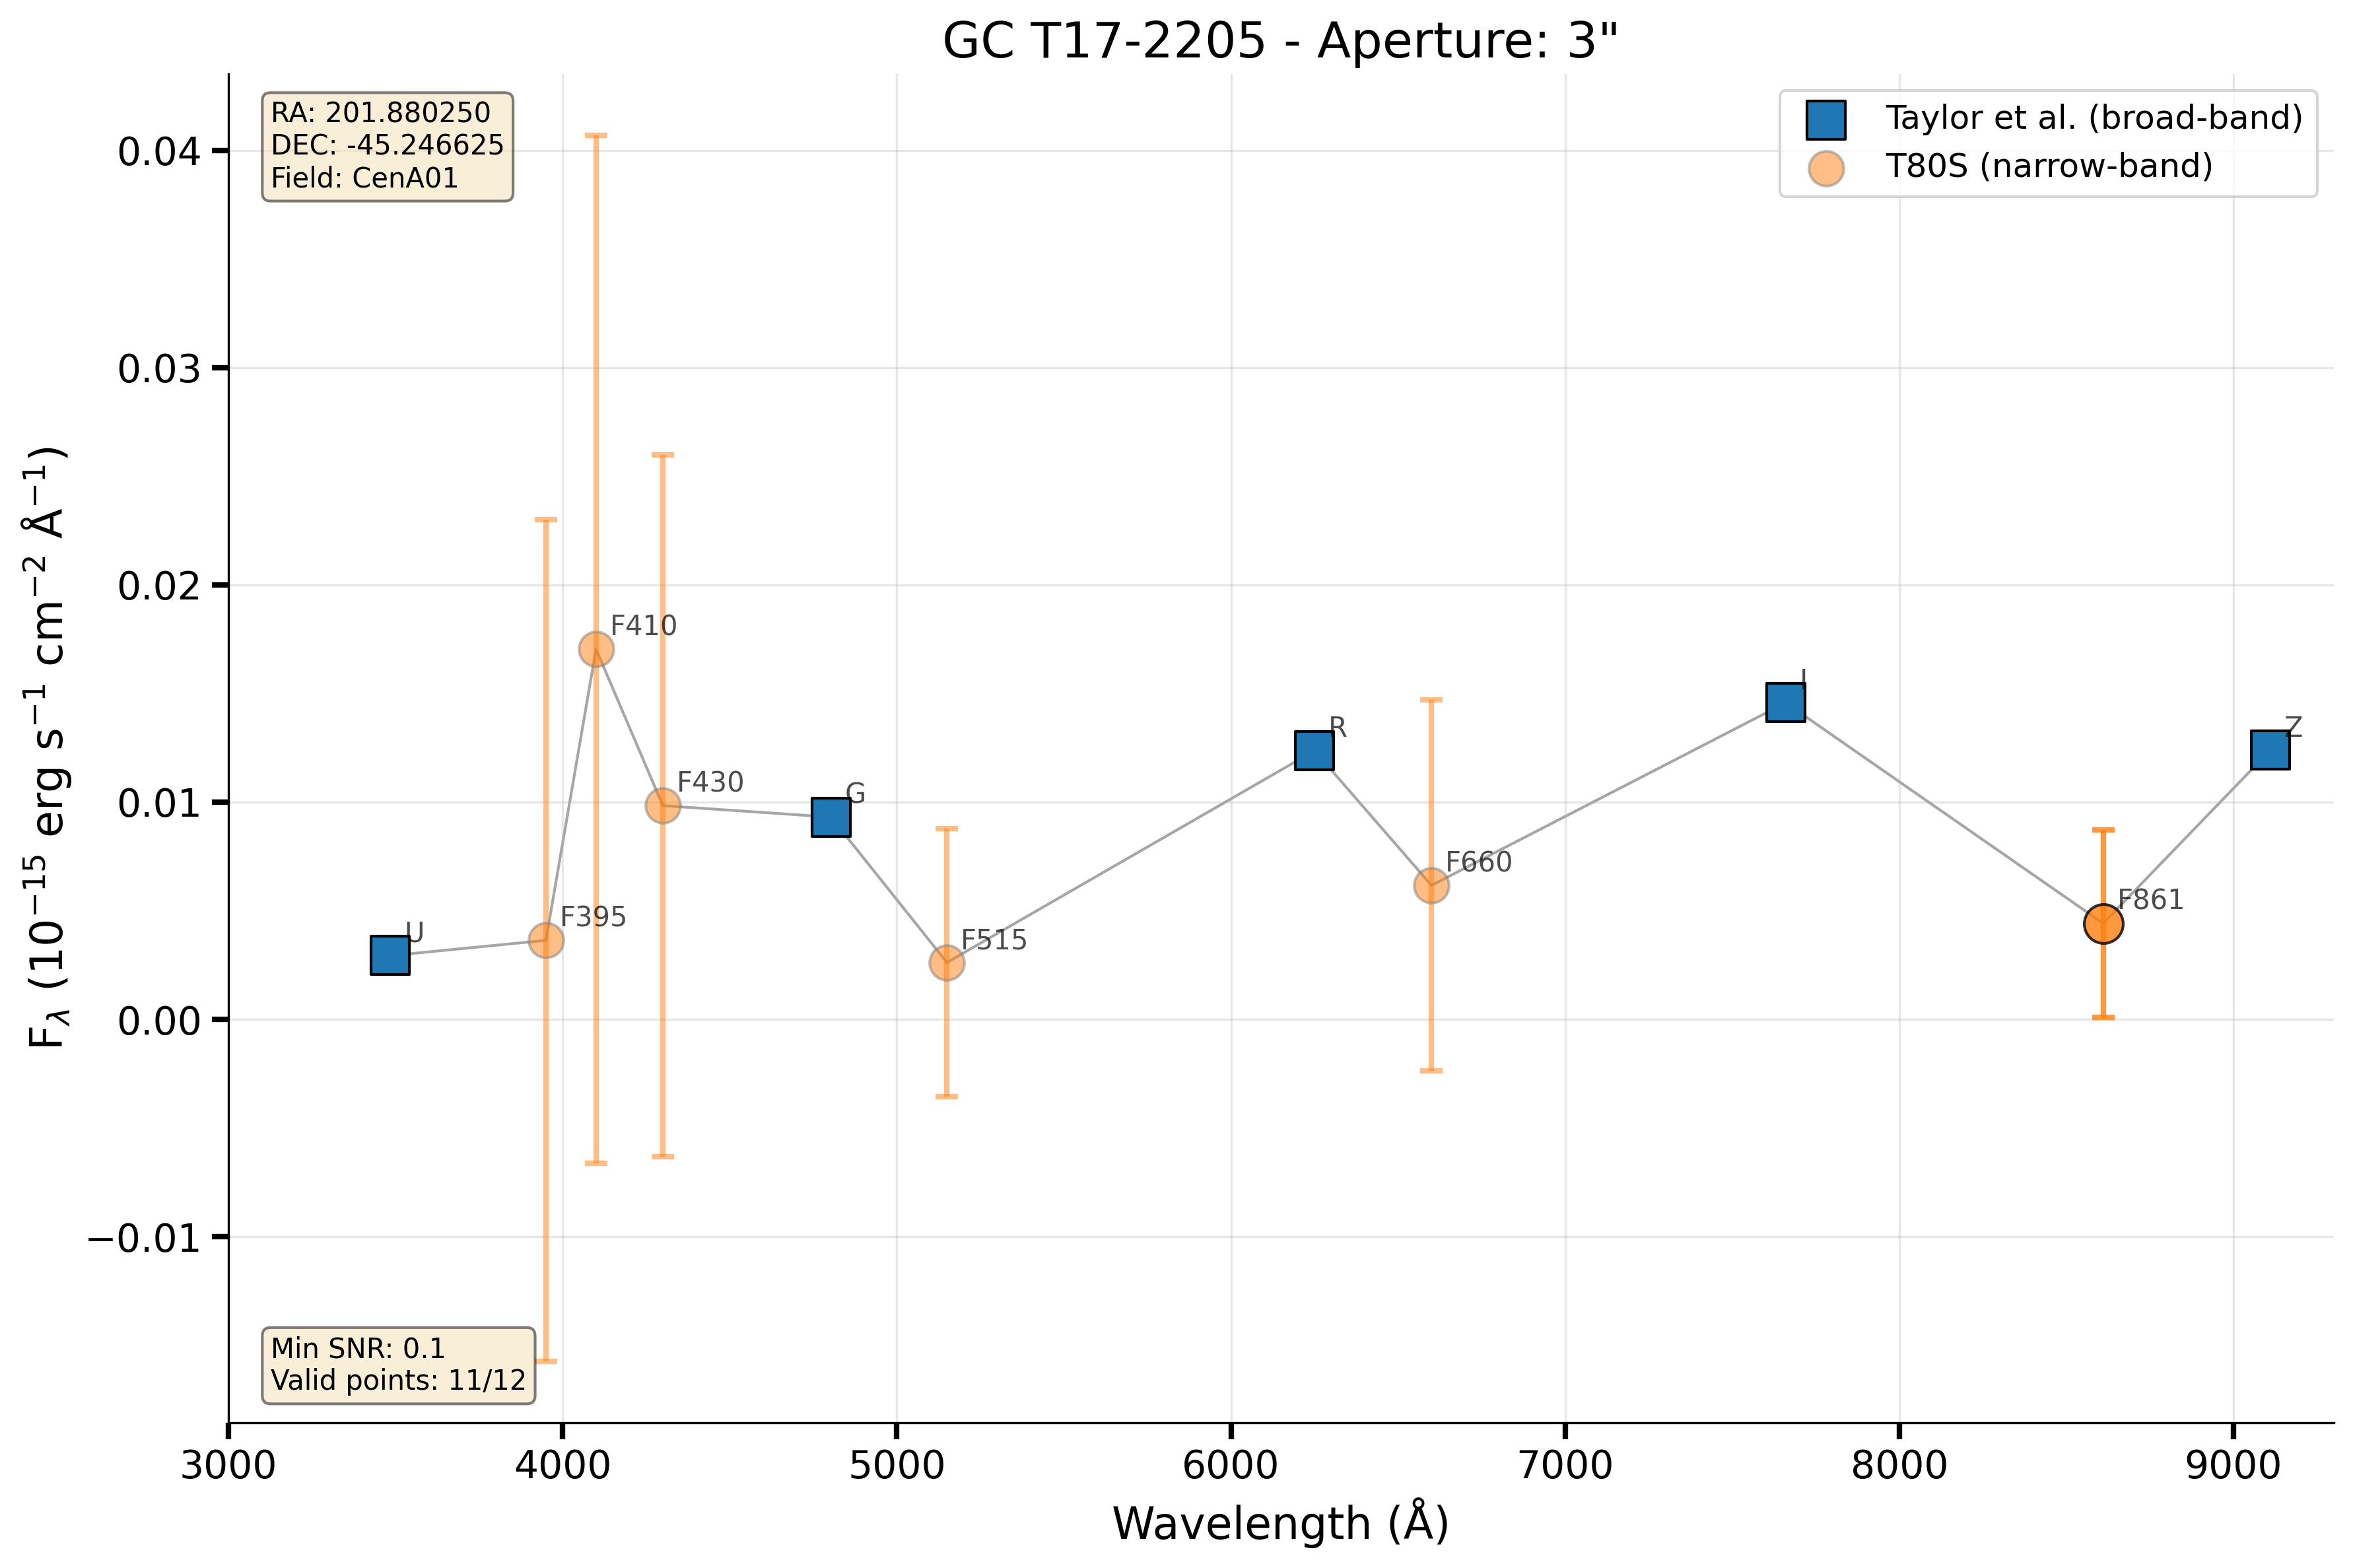 GC T17-2205 - Aperture: 3"
RA: 201.880250
DEC: -45.246625
Field: CenA01
Taylor et al. (broad-band)
T80S (narrow-band)
0.04
0.03
0.02
0.01
0.00
−0.01
F_λ (10⁻¹⁵ erg s⁻¹ cm⁻² Å⁻¹)
U
F395
F410
F430
G
F515
R
F660
I
F861
Z
Min SNR: 0.1
Valid points: 11/12
3000 4000 5000 6000 7000 8000 9000
Wavelength (Å)